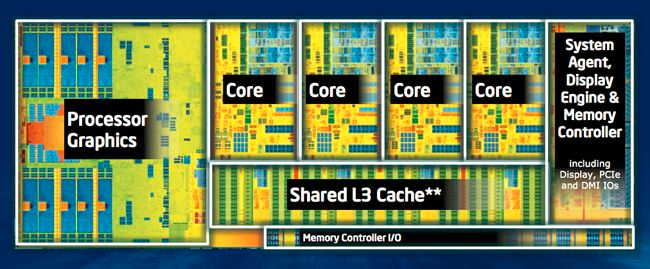 Processor
Graphics
Core
Core
Core
Core
System
Agent,
Display
Engine &
Memory
Controller
including
Display, PCIe
and DMI IOs
Shared L3 Cache**
Memory Controller I/O